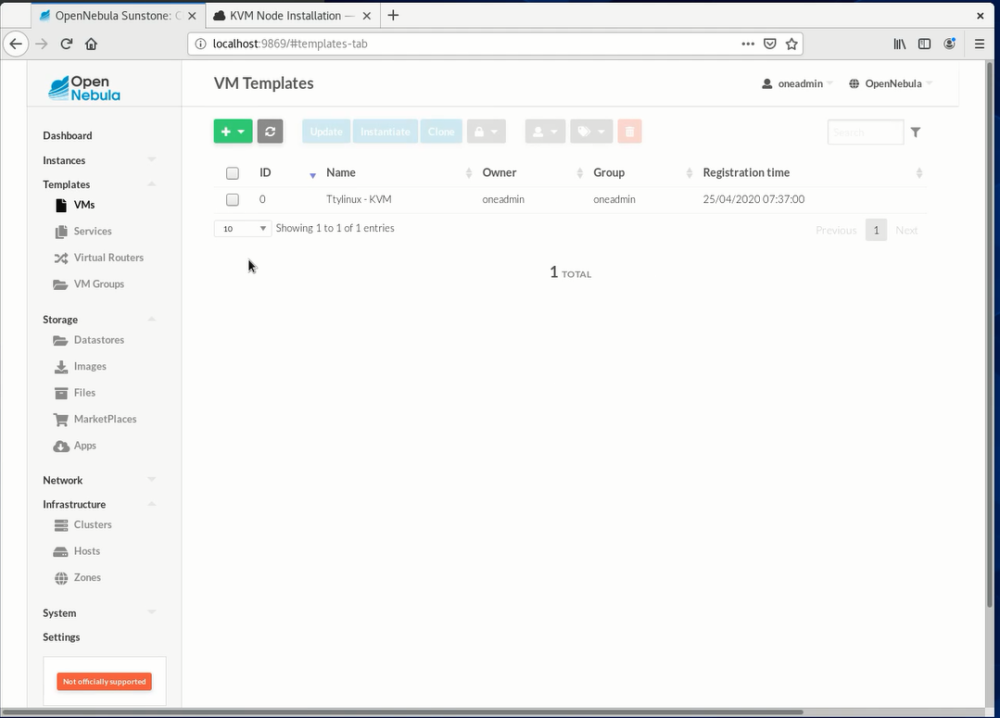 OpenNebula Sunstone: C
KVM Node Installation —
localhost:9869/#templates-tab
Open
Nebula
VM Templates
oneadmin
OpenNebula
Dashboard
Instances
Templates
VMs
Services
Virtual Routers
VM Groups
Storage
Datastores
Images
Files
MarketPlaces
Apps
Network
Infrastructure
Clusters
Hosts
Zones
System
Settings
Not officially supported
Update
Instantiate
Clone
Search
ID
Name
Owner
Group
Registration time
0
Ttylinux - KVM
oneadmin
oneadmin
25/04/2020 07:37:00
10
Showing 1 to 1 of 1 entries
Previous
1
Next
1 TOTAL